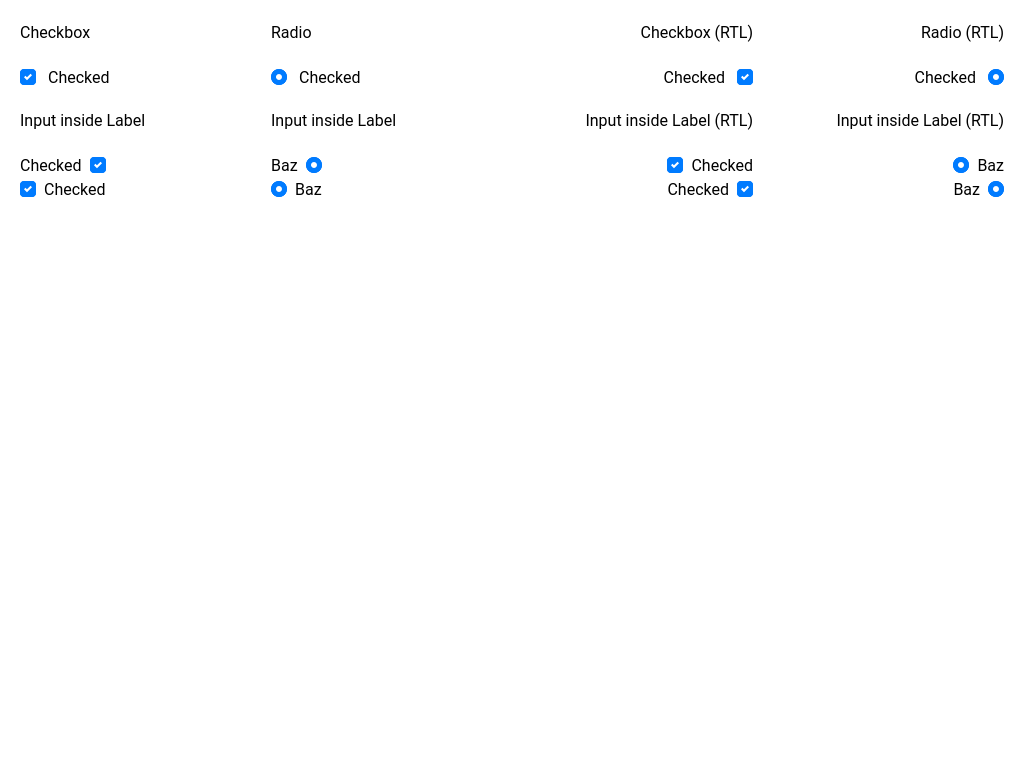 Checkbox
Radio
Checkbox (RTL)
Radio (RTL)
Checked
Checked
Checked
Checked
Input inside Label
Input inside Label
Input inside Label (RTL)
Input inside Label (RTL)
Checked
Baz
Checked
Baz
Checked
Baz
Checked
Baz